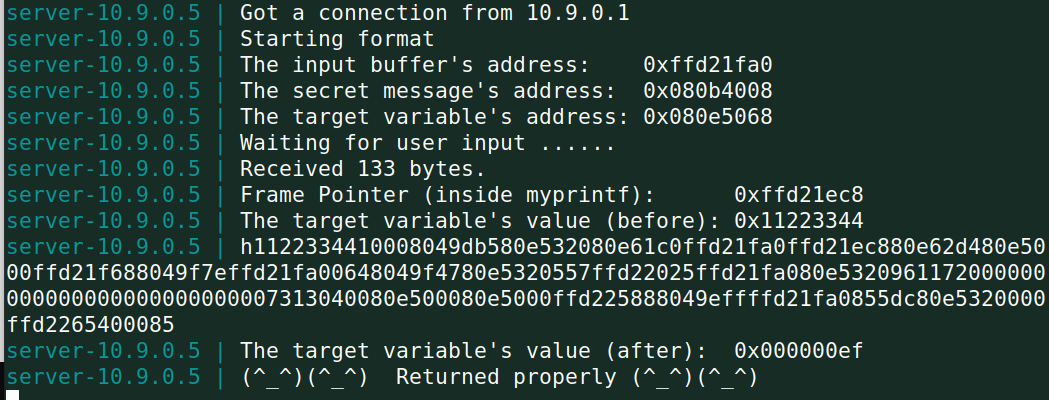 server-10.9.0.5 | Got a connection from 10.9.0.1
server-10.9.0.5 | Starting format
server-10.9.0.5 | The input buffer's address:    0xffd21fa0
server-10.9.0.5 | The secret message's address:  0x080b4008
server-10.9.0.5 | The target variable's address: 0x080e5068
server-10.9.0.5 | Waiting for user input ......
server-10.9.0.5 | Received 133 bytes.
server-10.9.0.5 | Frame Pointer (inside myprintf):      0xffd21ec8
server-10.9.0.5 | The target variable's value (before): 0x11223344
server-10.9.0.5 | h1122334410008049db580e532080e61c0ffd21fa0ffd21ec880e62d480e50
00ffd21f688049f7effd21fa00648049f4780e5320557ffd22025ffd21fa080e5320961172000000
000000000000000000007313040080e500080e5000ffd225888049effffd21fa0855dc80e5320000
ffd2265400085
server-10.9.0.5 | The target variable's value (after):  0x000000ef
server-10.9.0.5 | (^_^)(^_^)  Returned properly (^_^)(^_^)